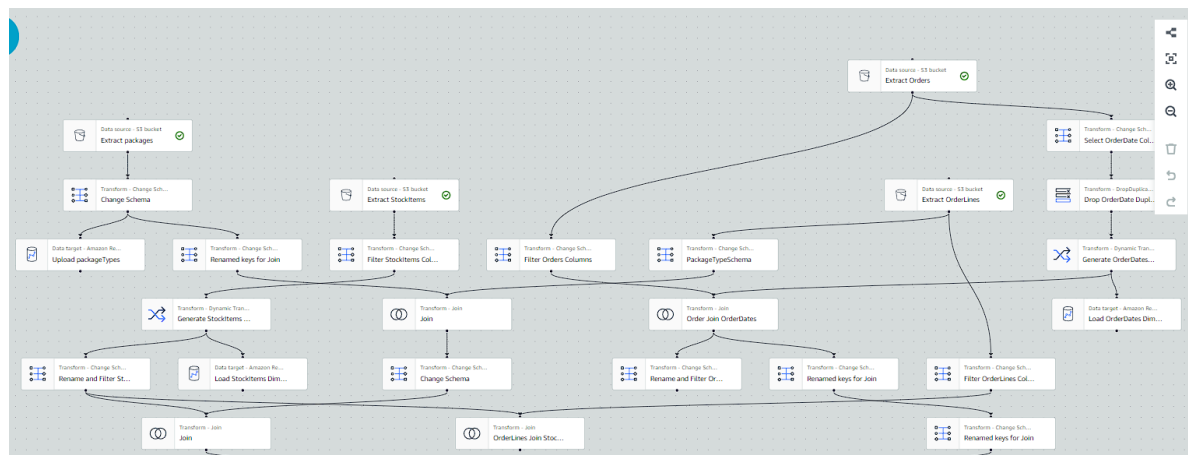 Data source - S3 bucket
Extract Orders
Data source - S3 bucket
Extract packages
Transform - Change Sch...
Select OrderDate Col...
Transform - Change Sch...
Change Schema
Data source - S3 bucket
Extract StockItems
Data source - S3 bucket
Extract OrderLines
Transform - DropDuplica...
Drop OrderDate Dupl...
Data target - Amazon Re...
Upload packageTypes
Transform - Change Sch...
Renamed keys for Join
Transform - Change Sch...
Filter StockItems Col...
Transform - Change Sch...
Filter Orders Columns
Transform - Change Sch...
PackageTypeSchema
Transform - Dynamic Tran...
Generate OrderDates...
Transform - Dynamic Tran...
Generate StockItems ...
Transform - Join
Join
Transform - Join
Order Join OrderDates
Data target - Amazon Re...
Load OrderDates Dim...
Transform - Change Sch...
Rename and Filter St...
Data target - Amazon Re...
Load StockItems Dim...
Transform - Change Sch...
Change Schema
Transform - Change Sch...
Rename and Filter Or...
Transform - Change Sch...
Renamed keys for Join
Transform - Change Sch...
Filter OrderLines Col...
Transform - Join
Join
Transform - Join
OrderLines Join Stoc...
Transform - Change Sch...
Renamed keys for Join